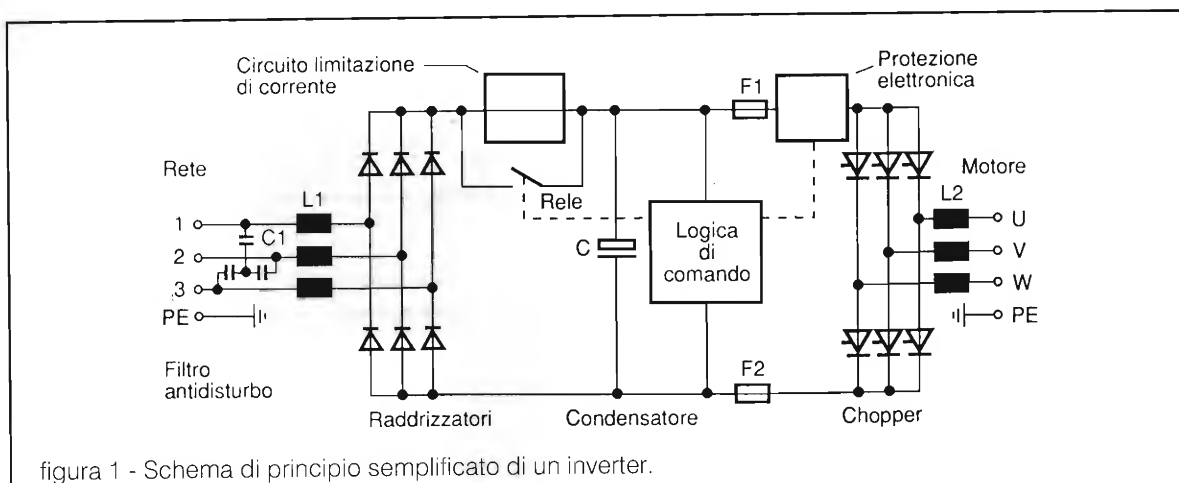 Circuito limitazione
di corrente
Protezione
elettronica
F1
Rete
Motore
L1
L2
Rele
1
C1
U
2
C
Logica
di
comando
V
3
W
PE
PE
Filtro
antidisturbo
F2
Raddrizzatori
Condensatore
Chopper
figura 1 - Schema di principio semplificato di un inverter.